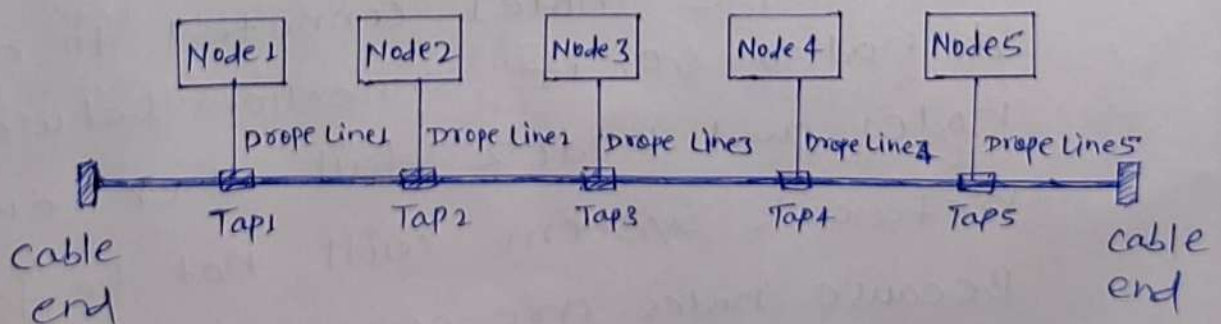 Node 1 Node 2 Node 3 Node 4 Node 5
Drope Line1 Drope Line2 Drope Line3 Drope Line4 Drope Line5
Tap1 Tap2 Tap3 Tap4 Tap5
cable
end
cable
end